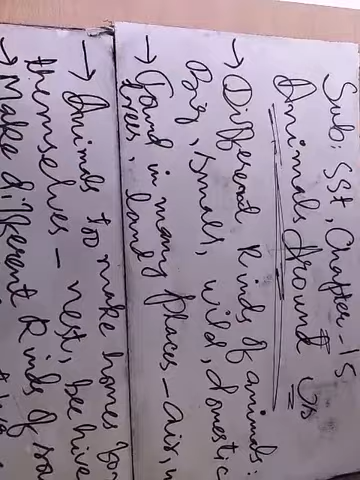 Sub: SSt, Chapter - 15
Animals Around Us
→ Different Kinds of animals:
Big, Small, wild, domestic
→ Found in many places - air,
trees, land
→ Animals too make homes for
themselves - nest, bee hive
→ Make different Kinds of